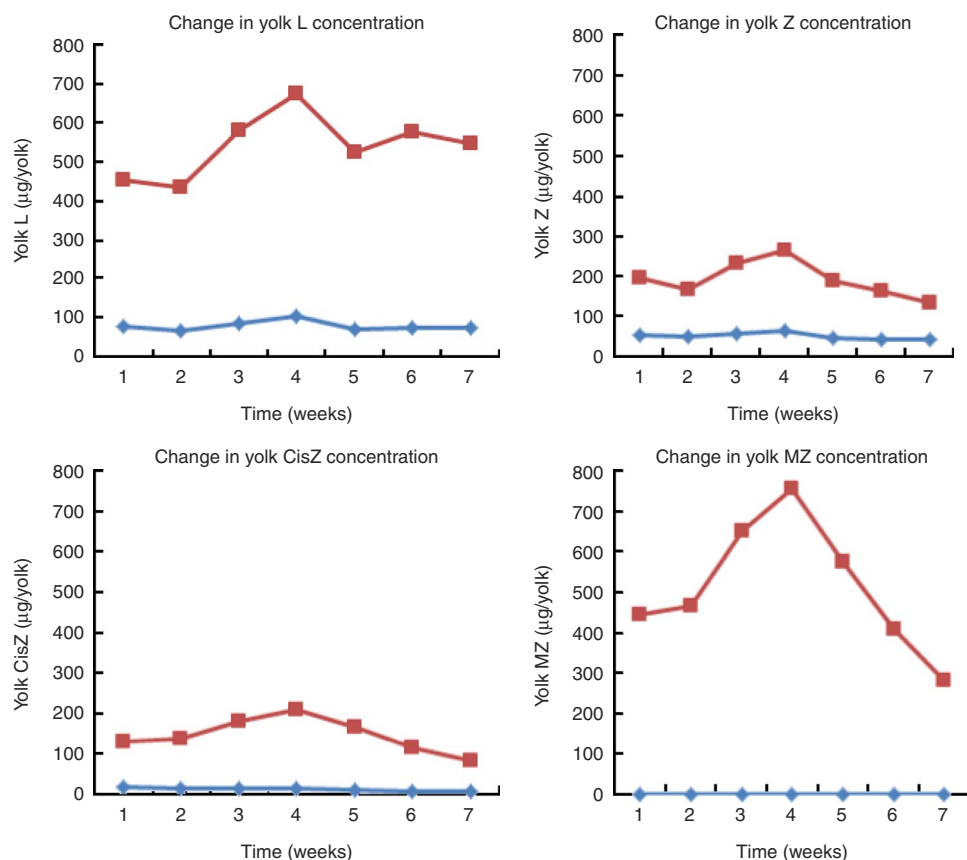 Change in yolk L concentration
800
700
600
500
400
300
200
100
0
Yolk L (µg/yolk)
1 2 3 4 5 6 7
Time (weeks)
Change in yolk Z concentration
800
700
600
500
400
300
200
100
0
Yolk Z (µg/yolk)
1 2 3 4 5 6 7
Time (weeks)
Change in yolk CisZ concentration
800
700
600
500
400
300
200
100
0
Yolk CisZ (µg/yolk)
1 2 3 4 5 6 7
Time (weeks)
Change in yolk MZ concentration
800
700
600
500
400
300
200
100
0
Yolk MZ (µg/yolk)
1 2 3 4 5 6 7
Time (weeks)